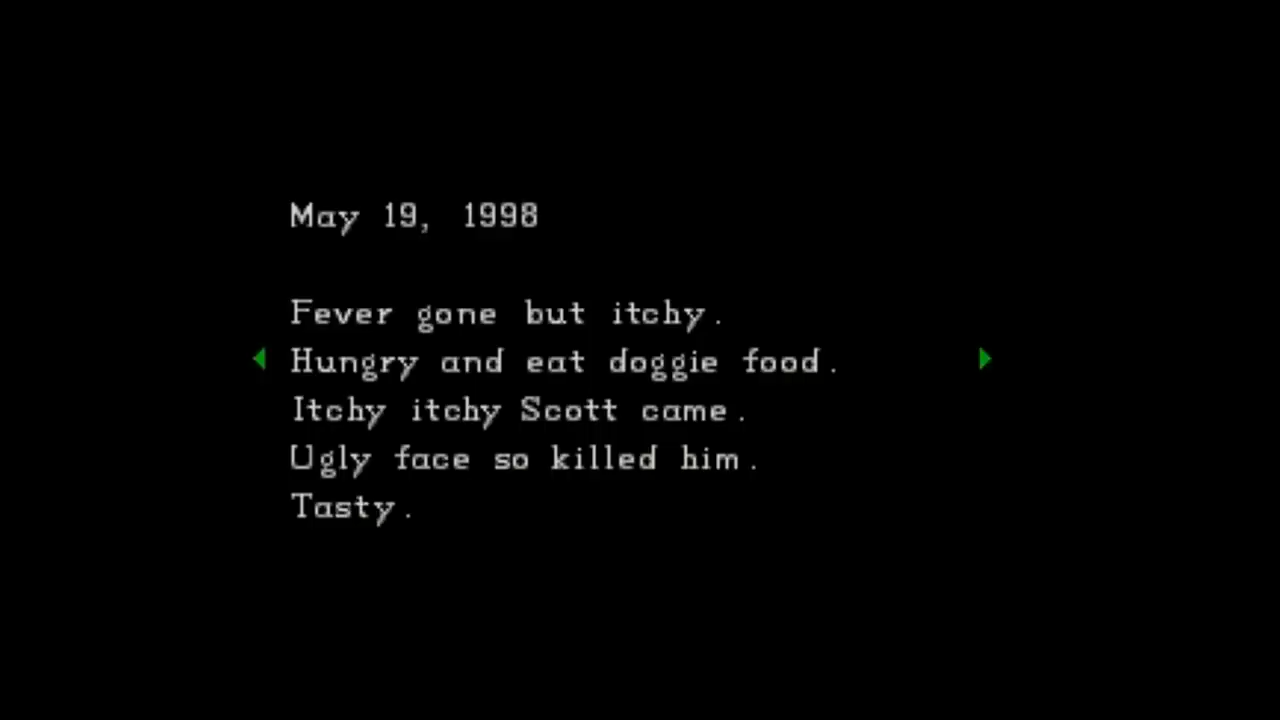 May 19, 1998
Fever gone but itchy.
Hungry and eat doggie food.
Itchy itchy Scott came.
Ugly face so killed him.
Tasty.